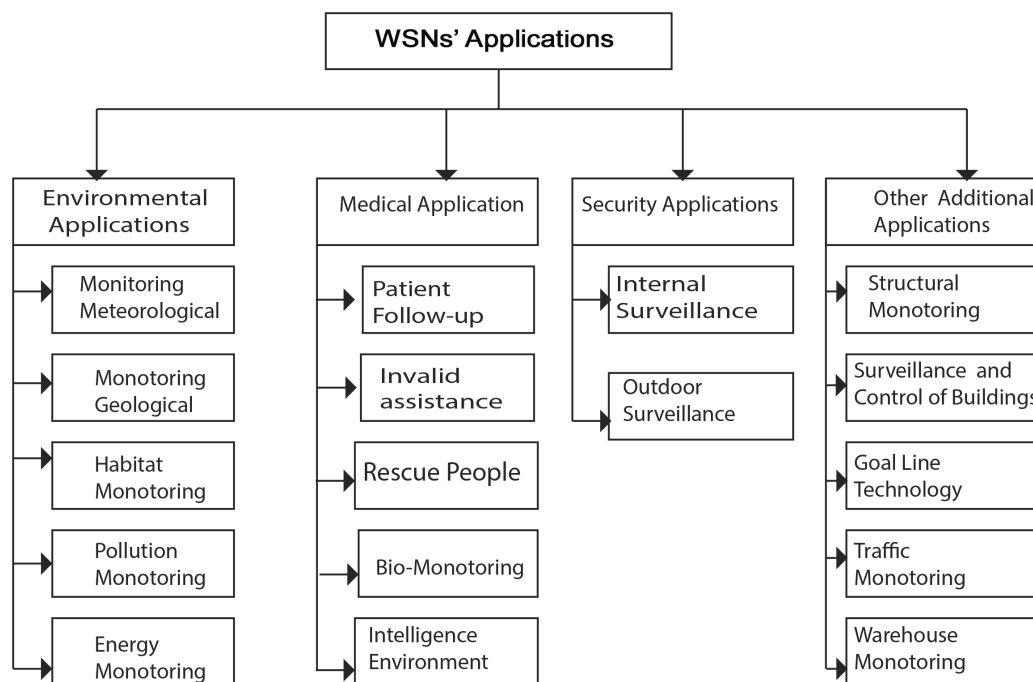 WSNs’ Applications
Environmental
Applications
Monitoring
Meteorological
Monotoring
Geological
Habitat
Monotoring
Pollution
Monotoring
Energy
Monotoring
Medical Application
Patient
Follow-up
Invalid
assistance
Rescue People
Bio-Monotoring
Intelligence
Environment
Security Applications
Internal
Surveillance
Outdoor
Surveillance
Other Additional
Applications
Structural
Monotoring
Surveillance and
Control of Buildings
Goal Line
Technology
Traffic
Monotoring
Warehouse
Monotoring